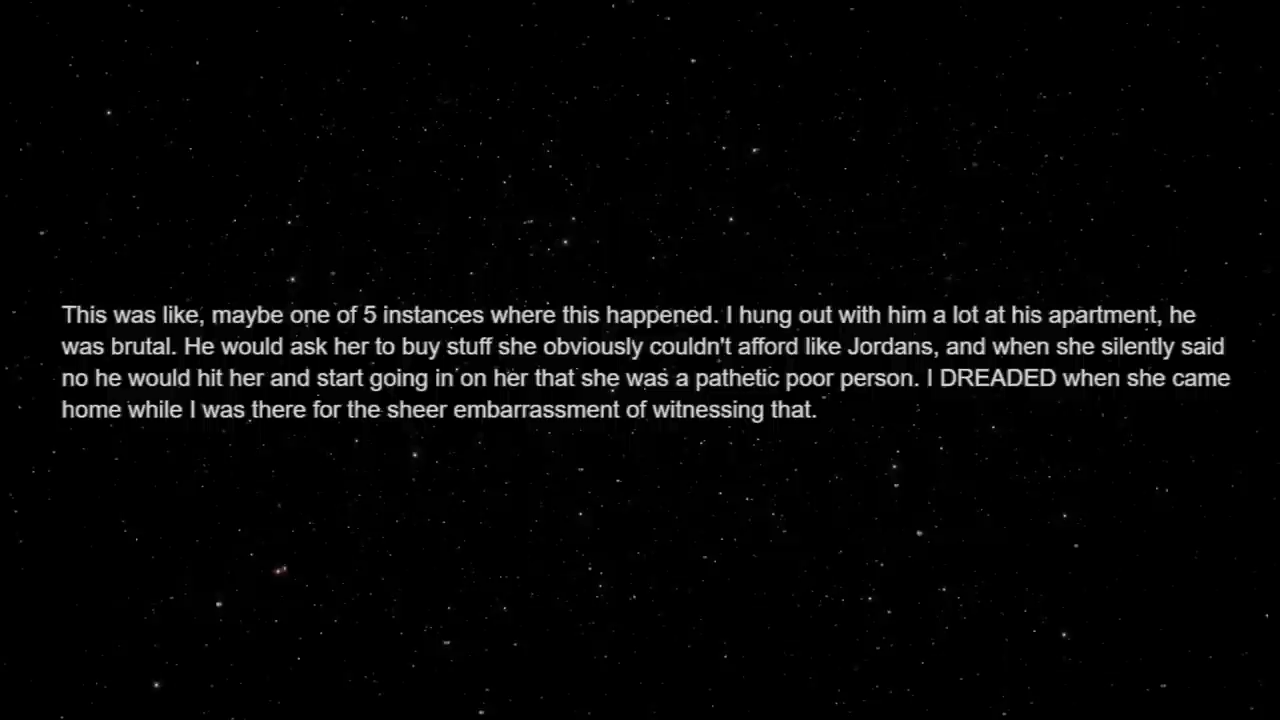 This was like, maybe one of 5 instances where this happened. I hung out with him a lot at his apartment, he
was brutal. He would ask her to buy stuff she obviously couldn't afford like Jordans, and when she silently said
no he would hit her and start going in on her that she was a pathetic poor person. I DREADED when she came
home while I was there for the sheer embarrassment of witnessing that.